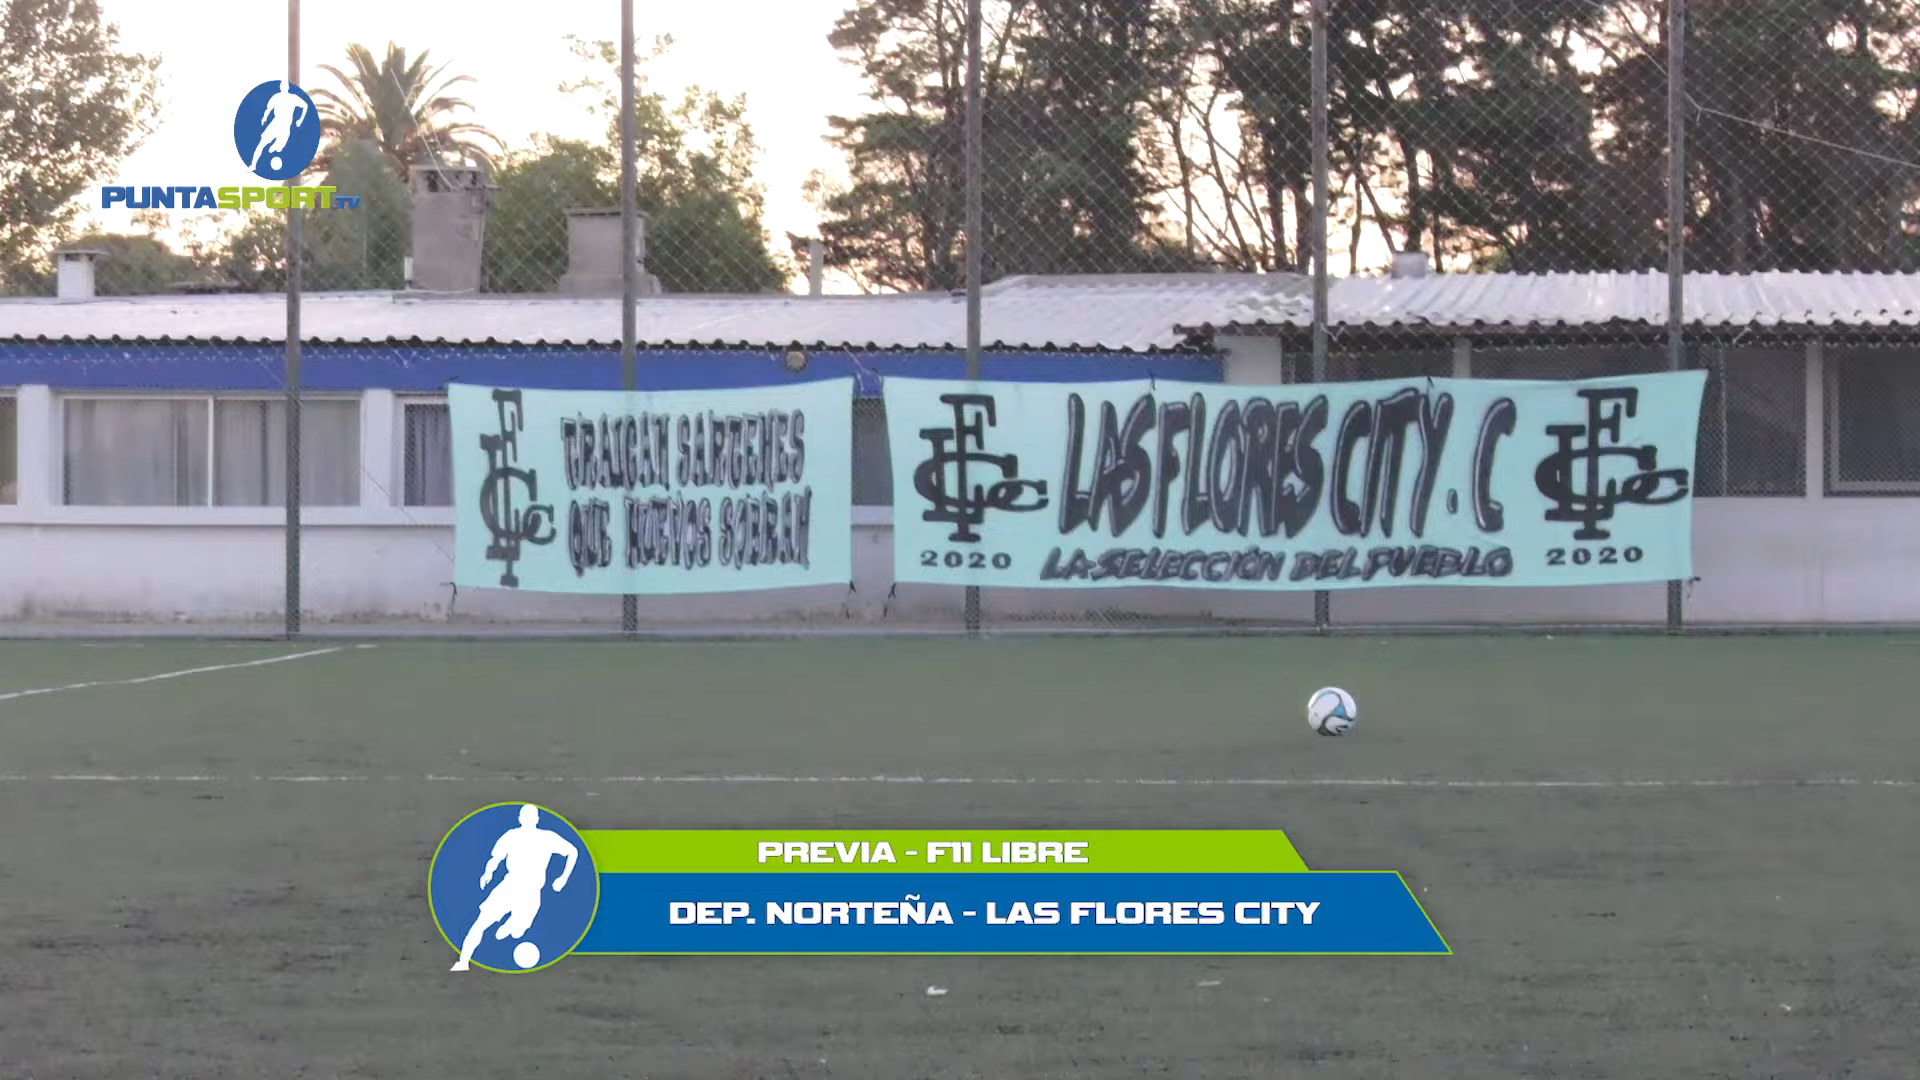 PUNTASPORT.TV
TRAIGAN SARTENES
QUE HUEVOS SOBRAN
LAS FLORES CITY . C
2020
LA SELECCIÓN DEL PUEBLO
2020
PREVIA - F11 LIBRE
DEP. NORTEÑA - LAS FLORES CITY